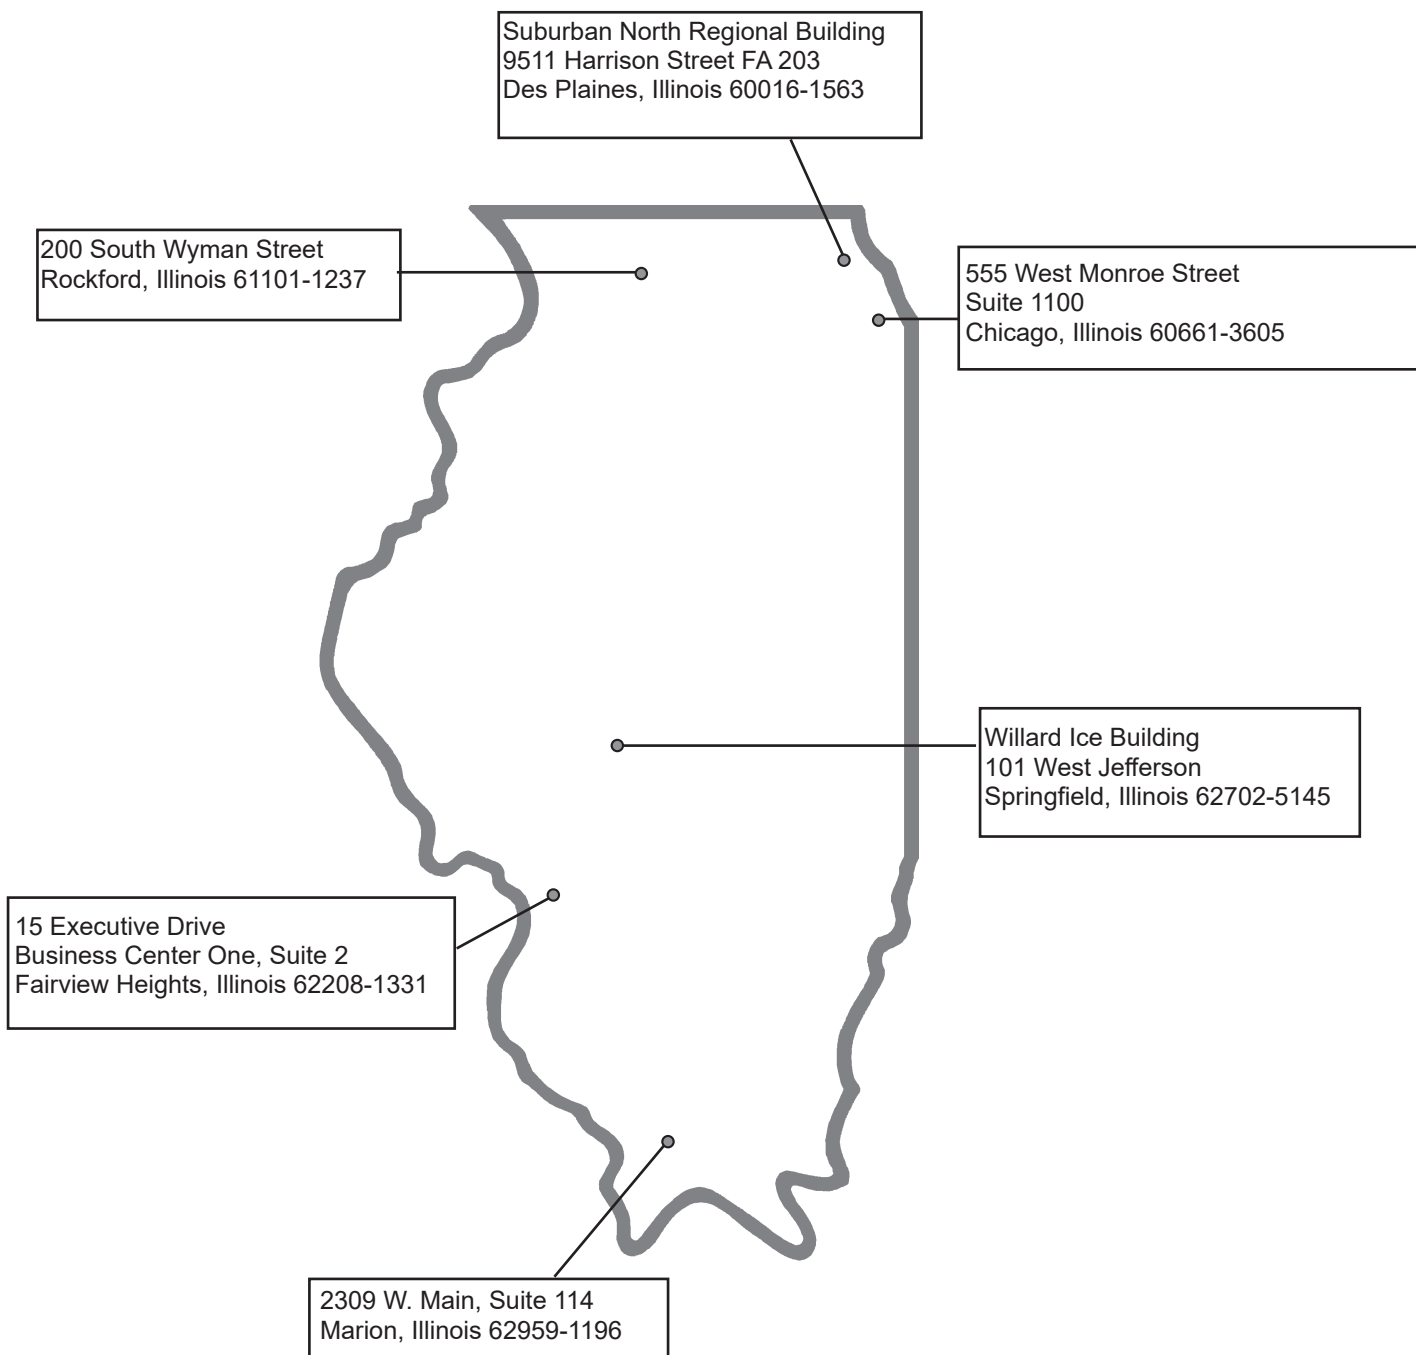 Suburban North Regional Building
9511 Harrison Street FA 203
Des Plaines, Illinois 60016-1563
200 South Wyman Street
Rockford, Illinois 61101-1237
555 West Monroe Street
Suite 1100
Chicago, Illinois 60661-3605
Willard Ice Building
101 West Jefferson
Springfield, Illinois 62702-5145
15 Executive Drive
Business Center One, Suite 2
Fairview Heights, Illinois 62208-1331
2309 W. Main, Suite 114
Marion, Illinois 62959-1196